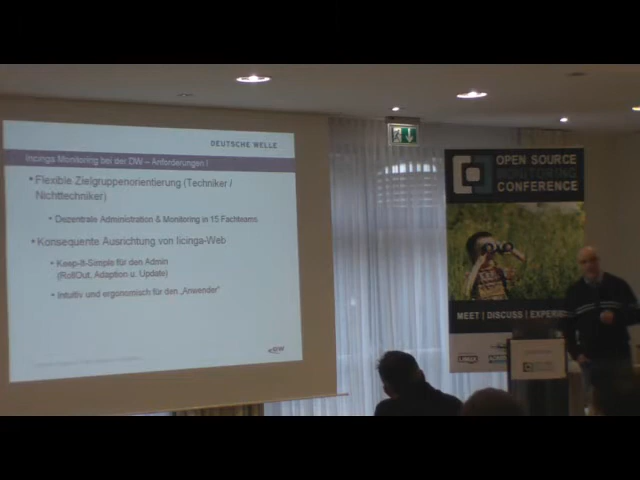 DEUTSCHE WELLE
Icinga Monitoring bei der DW – Anforderungen I
Flexible Zielgruppenorientierung (Techniker /
Nichttechniker)
Dezentrale Administration & Monitoring in 15 Fachteams
Konsequente Ausrichtung von Iicinga-Web
Keep-It-Simple für den Admin
(RollOut, Adaption u. Update)
Intuitiv und ergonomisch für den „Anwender"
OPEN SOURCE
MONITORING
CONFERENCE
MEET | DISCUSS |